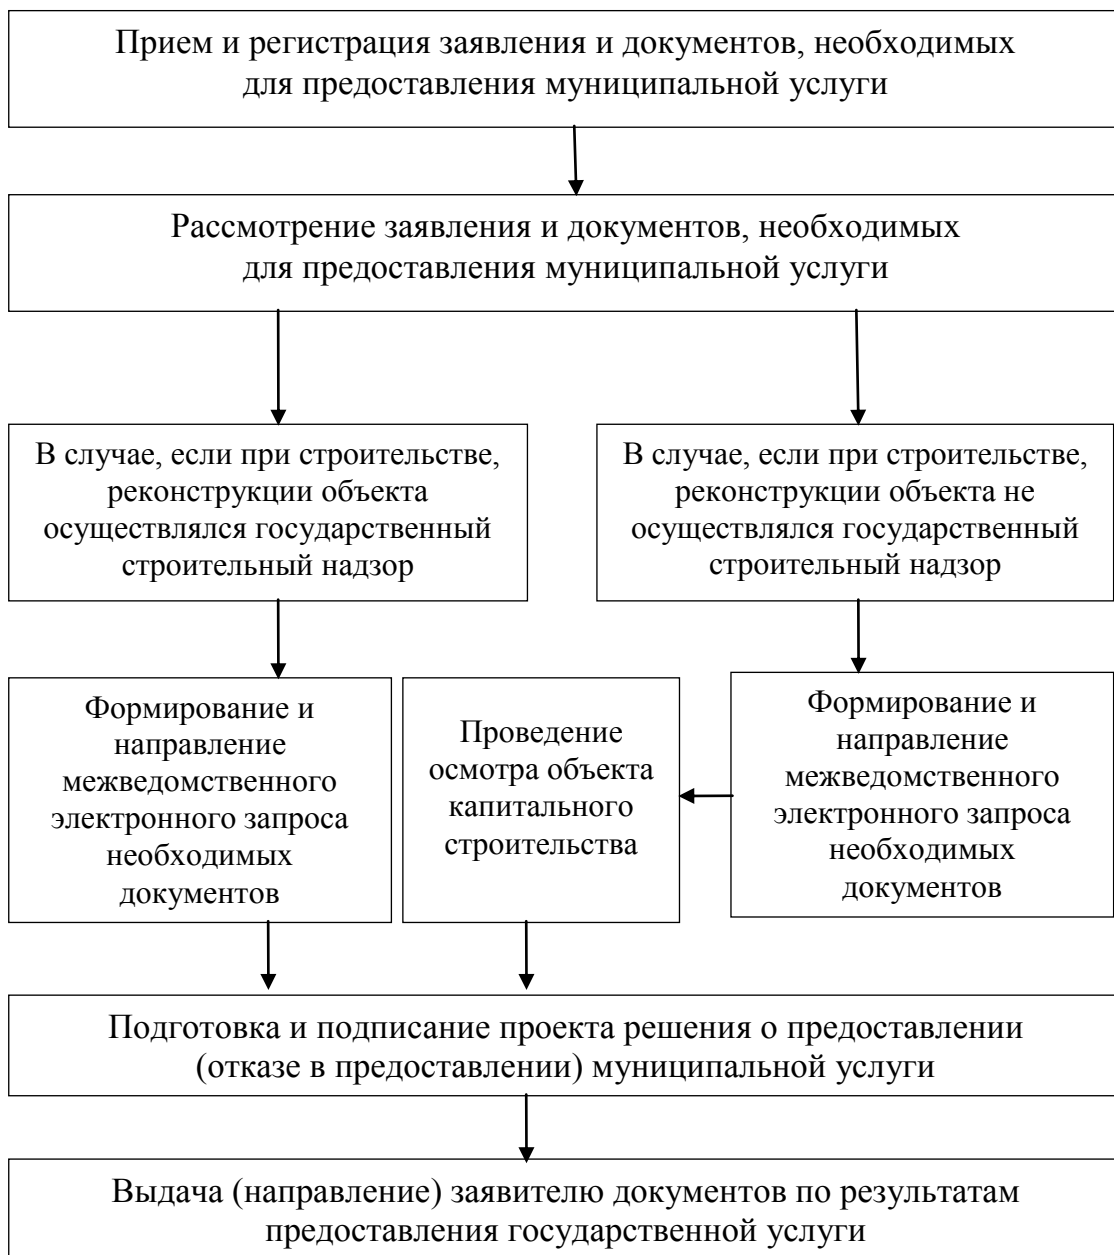 Прием и регистрация заявления и документов, необходимых
для предоставления муниципальной услуги
Рассмотрение заявления и документов, необходимых
для предоставления муниципальной услуги
В случае, если при строительстве,
реконструкции объекта
осуществлялся государственный
строительный надзор
В случае, если при строительстве,
реконструкции объекта не
осуществлялся государственный
строительный надзор
Формирование и
направление
межведомственного
электронного запроса
необходимых
документов
Проведение
осмотра объекта
капитального
строительства
Формирование и
направление
межведомственного
электронного запроса
необходимых
документов
Подготовка и подписание проекта решения о предоставлении
(отказе в предоставлении) муниципальной услуги
Выдача (направление) заявителю документов по результатам
предоставления государственной услуги